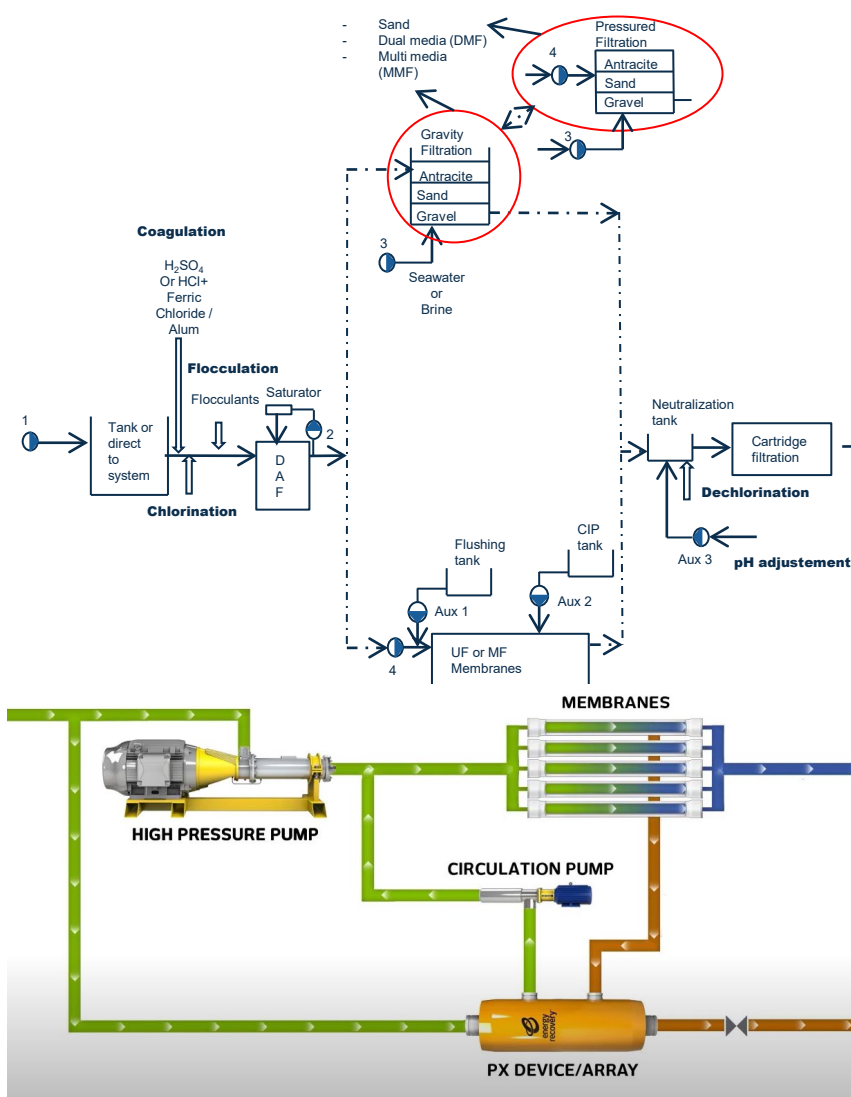 - Sand
- Dual media (DMF)
- Multi media
(MMF)
Pressured
Filtration
4
Antracite
Sand
Gravel
3
Gravity
Filtration
Antracite
Sand
Gravel
3
Seawater
or
Brine
Coagulation
H₂SO₄
Or HCl+
Ferric
Chloride /
Alum
Flocculation
Flocculants
Saturator
1
Tank or
direct
to
system
2
D
A
F
Chlorination
Neutralization
tank
Cartridge
filtration
Dechlorination
Aux 3
pH adjustement
Flushing
tank
CIP
tank
Aux 1
Aux 2
4
UF or MF
Membranes
MEMBRANES
HIGH PRESSURE PUMP
CIRCULATION PUMP
energy
recovery
PX DEVICE/ARRAY